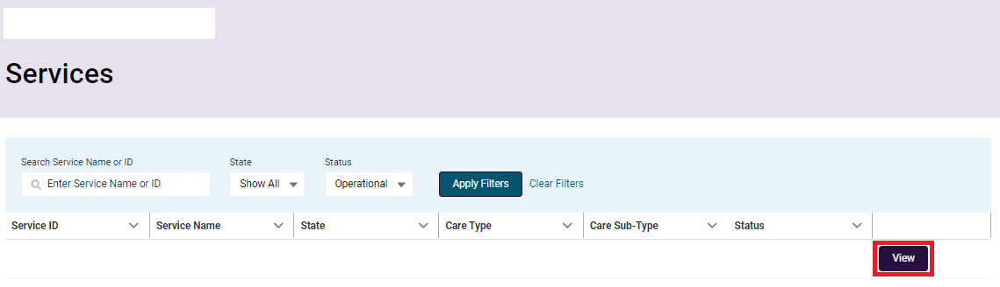 Services
Search Service Name or ID State Status
Enter Service Name or ID Show All Operational Apply Filters Clear Filters
Service ID Service Name State Care Type Care Sub-Type Status
View